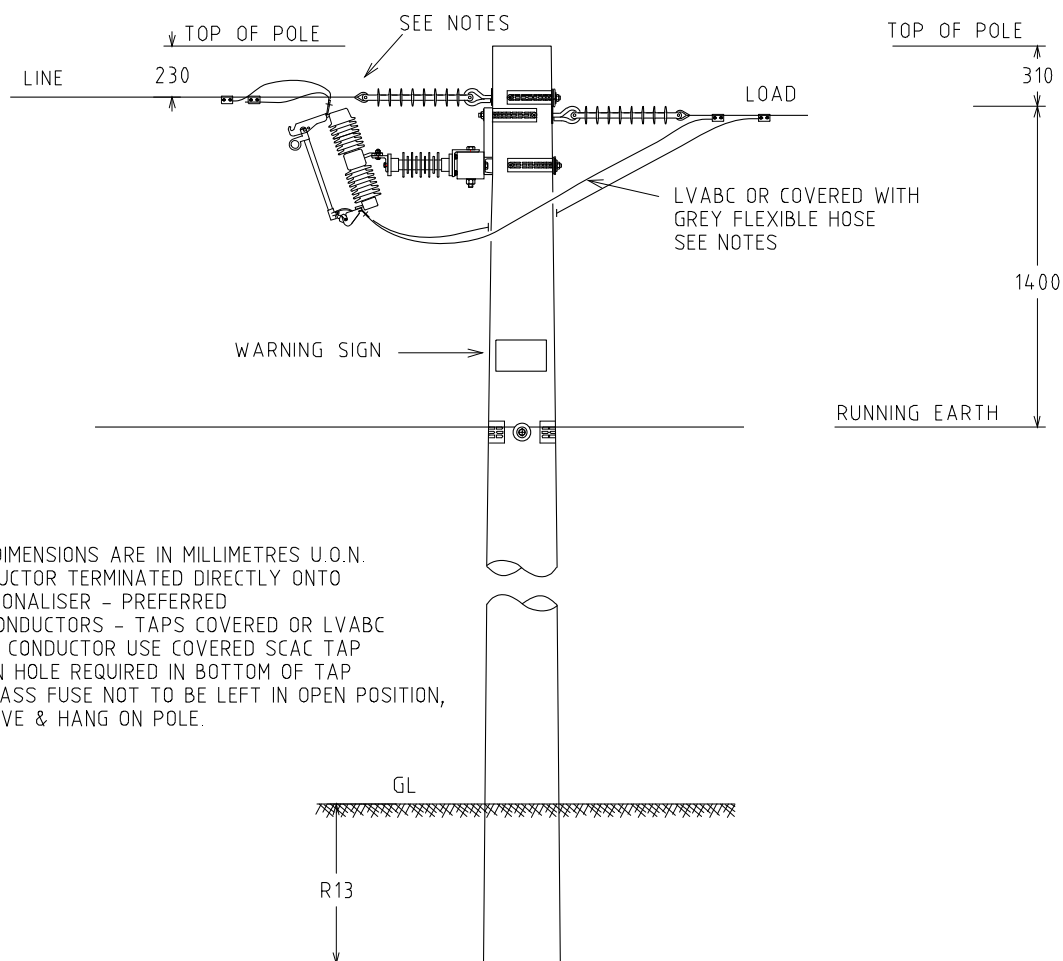 TOP OF POLE
SEE NOTES
TOP OF POLE
LINE
230
310
LOAD
LVABC OR COVERED WITH
GREY FLEXIBLE HOSE
SEE NOTES
1400
WARNING SIGN
RUNNING EARTH
DIMENSIONS ARE IN MILLIMETRES U.O.N.
UCTOR TERMINATED DIRECTLY ONTO
ONALISER - PREFERRED
ONDUCTORS - TAPS COVERED OR LVABC
CONDUCTOR USE COVERED SCAC TAP
N HOLE REQUIRED IN BOTTOM OF TAP
ASS FUSE NOT TO BE LEFT IN OPEN POSITION,
VE & HANG ON POLE.
GL
R13